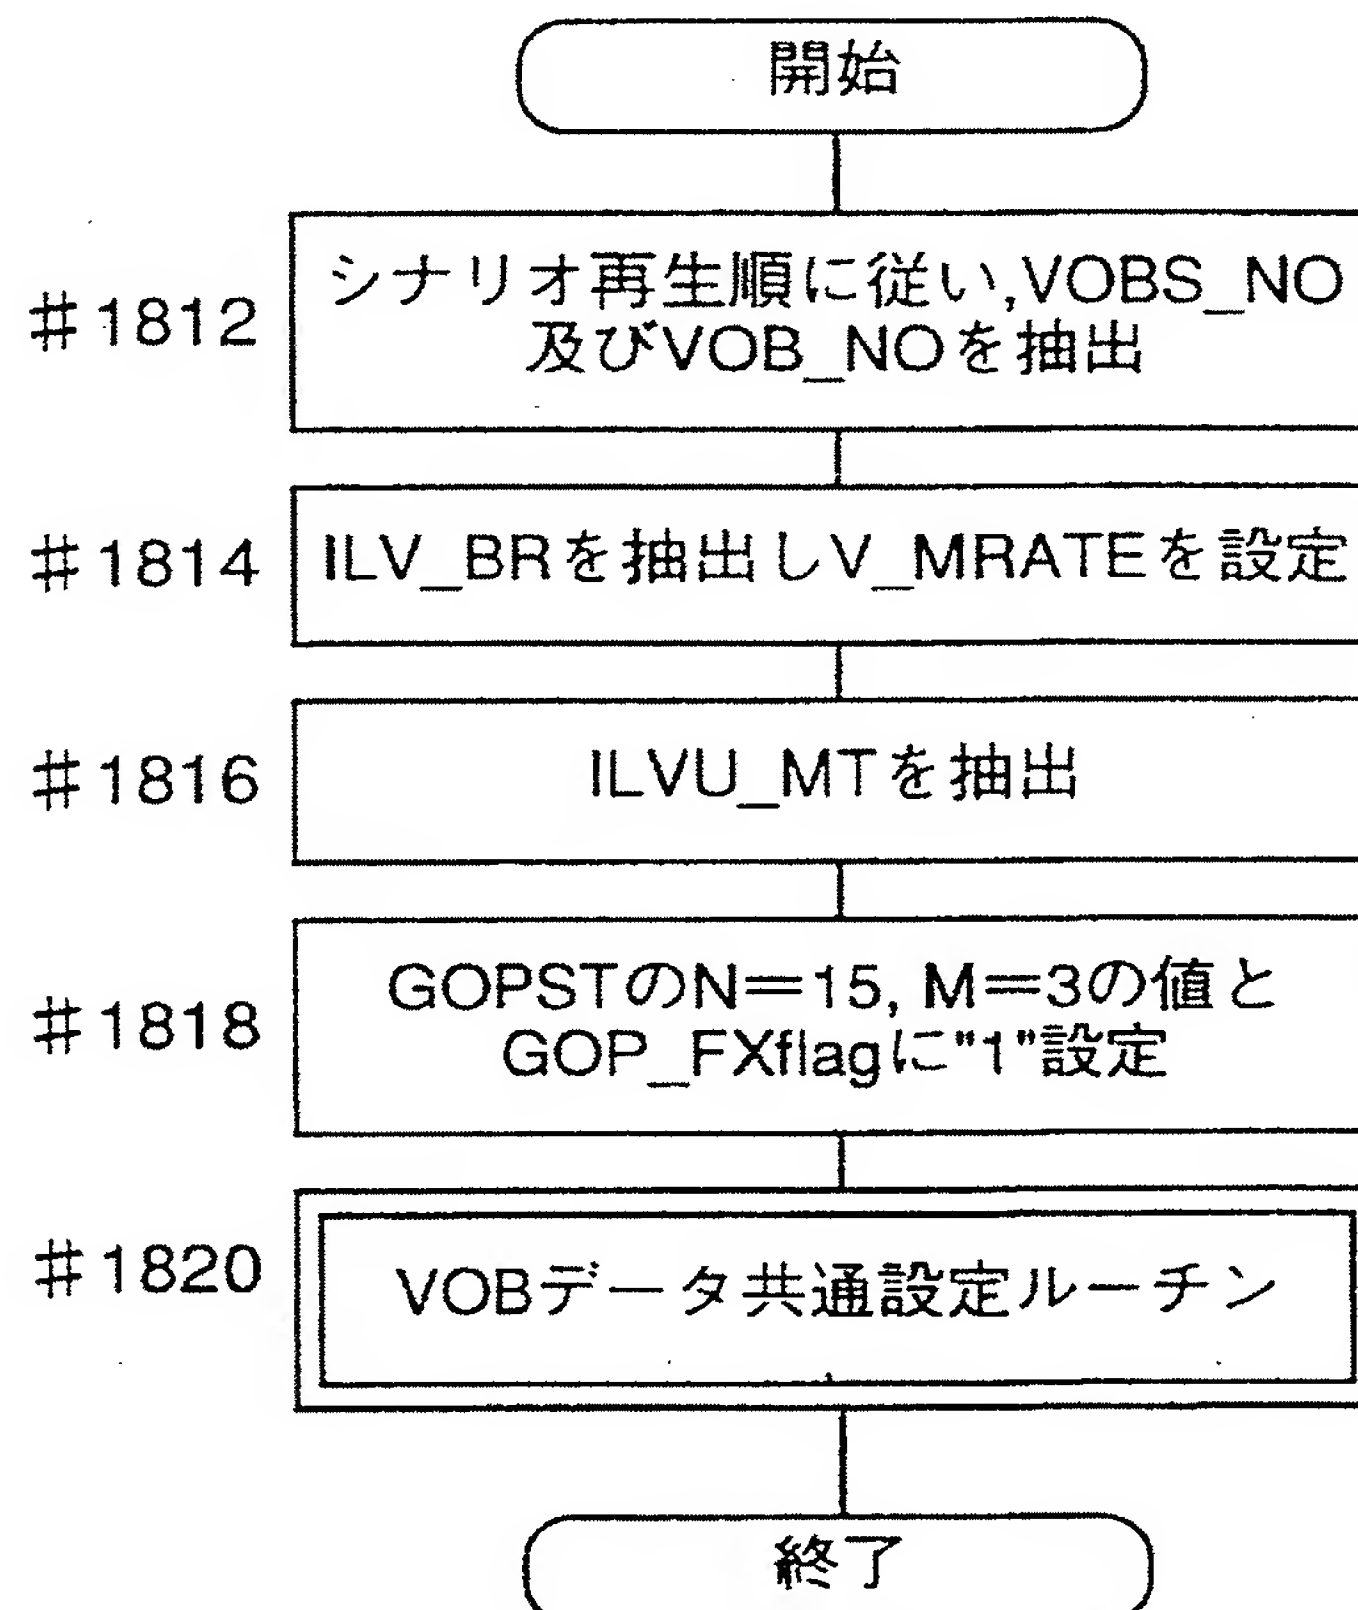 開始
#1812
シナリオ再生順に従い,VOBS_NO
及びVOB_NOを抽出
#1814
ILV_BRを抽出しV_MRATEを設定
#1816
ILVU_MTを抽出
#1818
GOPSTのN=15, M=3の値と
GOP_FXflagに"1"設定
#1820
VOBデータ共通設定ルーチン
終了